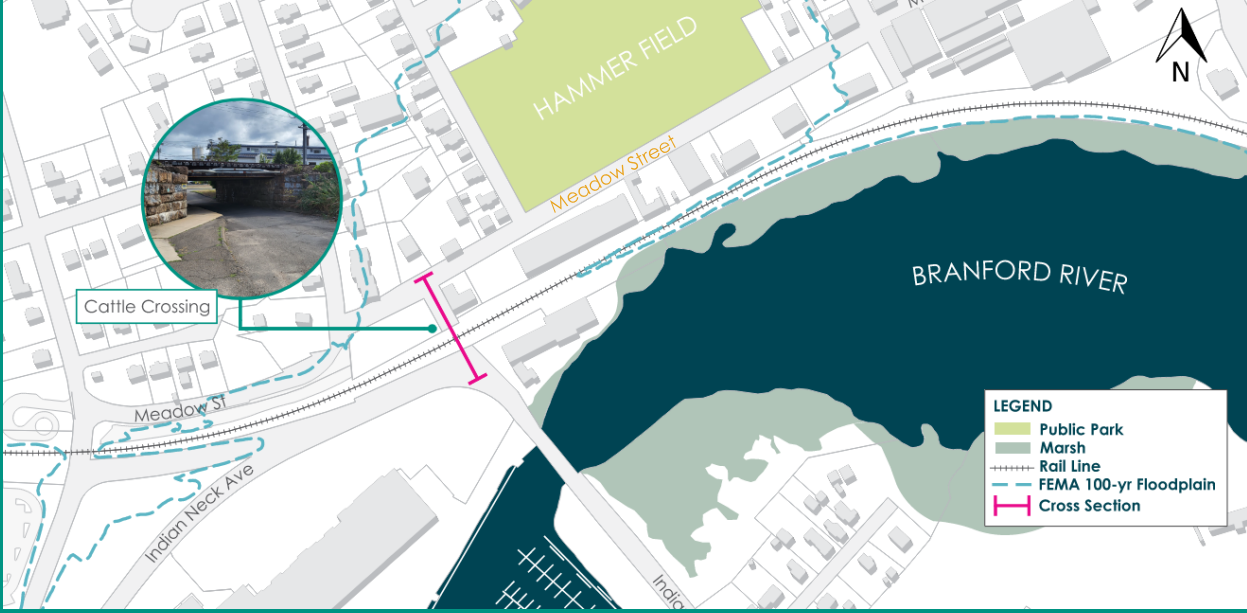 M
HAMMER FIELD
N
Meadow Street
BRANFORD RIVER
Cattle Crossing
Meadow St
Indian Neck Ave
India
LEGEND
Public Park
Marsh
Rail Line
FEMA 100-yr Floodplain
Cross Section